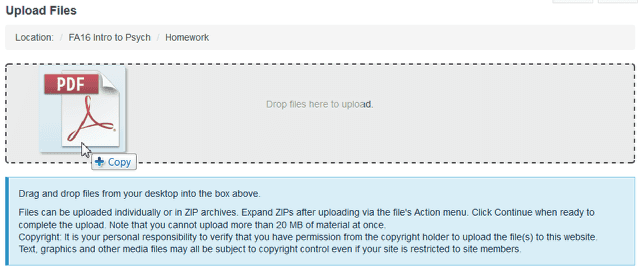 Upload Files
Location: / FA16 Intro to Psych / Homework
PDF
Drop files here to upload.
Copy
Drag and drop files from your desktop into the box above.
Files can be uploaded individually or in ZIP archives. Expand ZIPs after uploading via the file's Action menu. Click Continue when ready to
complete the upload. Note that you cannot upload more than 20 MB of material at once.
Copyright: It is your personal responsibility to verify that you have permission from the copyright holder to upload the file(s) to this website.
Text, graphics and other media files may all be subject to copyright control even if your site is restricted to site members.